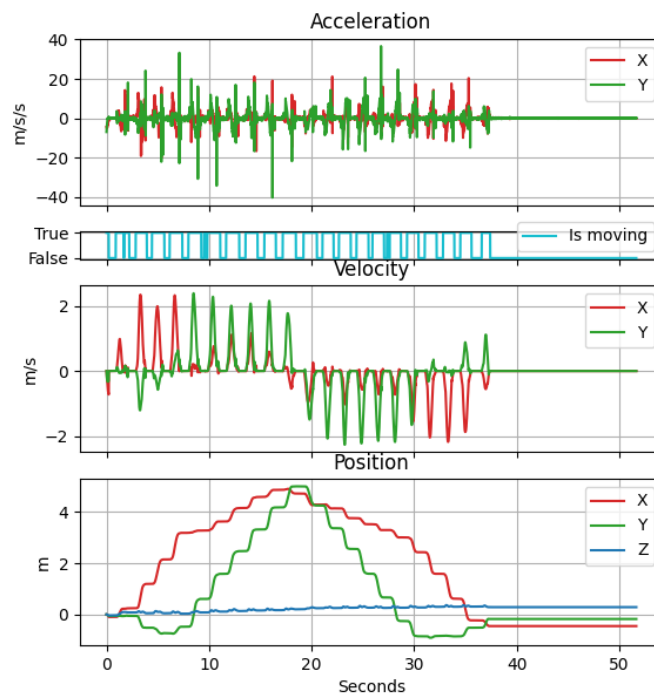 Acceleration
40
20
0
−20
−40
m/s/s
X
Y
True
False
Is moving
Velocity
2
0
−2
m/s
X
Y
Position
4
2
0
m
X
Y
Z
0 10 20 30 40 50
Seconds